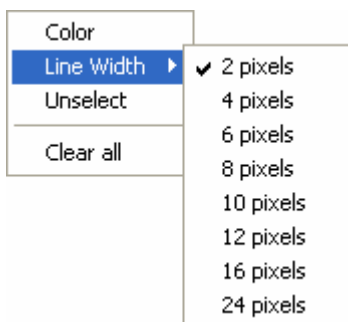 Color
Line Width
Unselect
Clear all
2 pixels
4 pixels
6 pixels
8 pixels
10 pixels
12 pixels
16 pixels
24 pixels